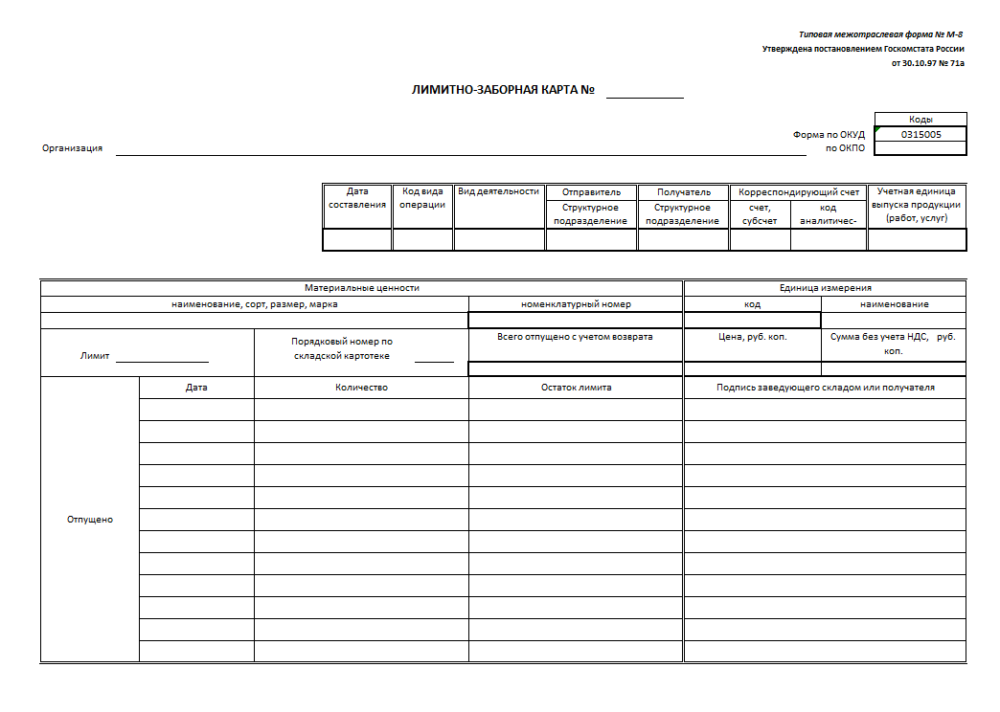 Типовая межотраслевая форма № М-8
Утверждена постановлением Госкомстата России
от 30.10.97 № 71а
ЛИМИТНО-ЗАБОРНАЯ КАРТА №
Коды
Форма по ОКУД 0315005
Организация по ОКПО
Дата составления
Код вида операции
Вид деятельности
Отправитель
Получатель
Корреспондирующий счет
Учетная единица выпуска продукции (работ, услуг)
Структурное подразделение
Структурное подразделение
счет, субсчет
код аналитичес-
Материальные ценности
Единица измерения
наименование, сорт, размер, марка
номенклатурный номер
код
наименование
Лимит
Порядковый номер по складской картотеке
Всего отпущено с учетом возврата
Цена, руб. коп.
Сумма без учета НДС, руб. коп.
Дата
Количество
Остаток лимита
Подпись заведующего складом или получателя
Отпущено